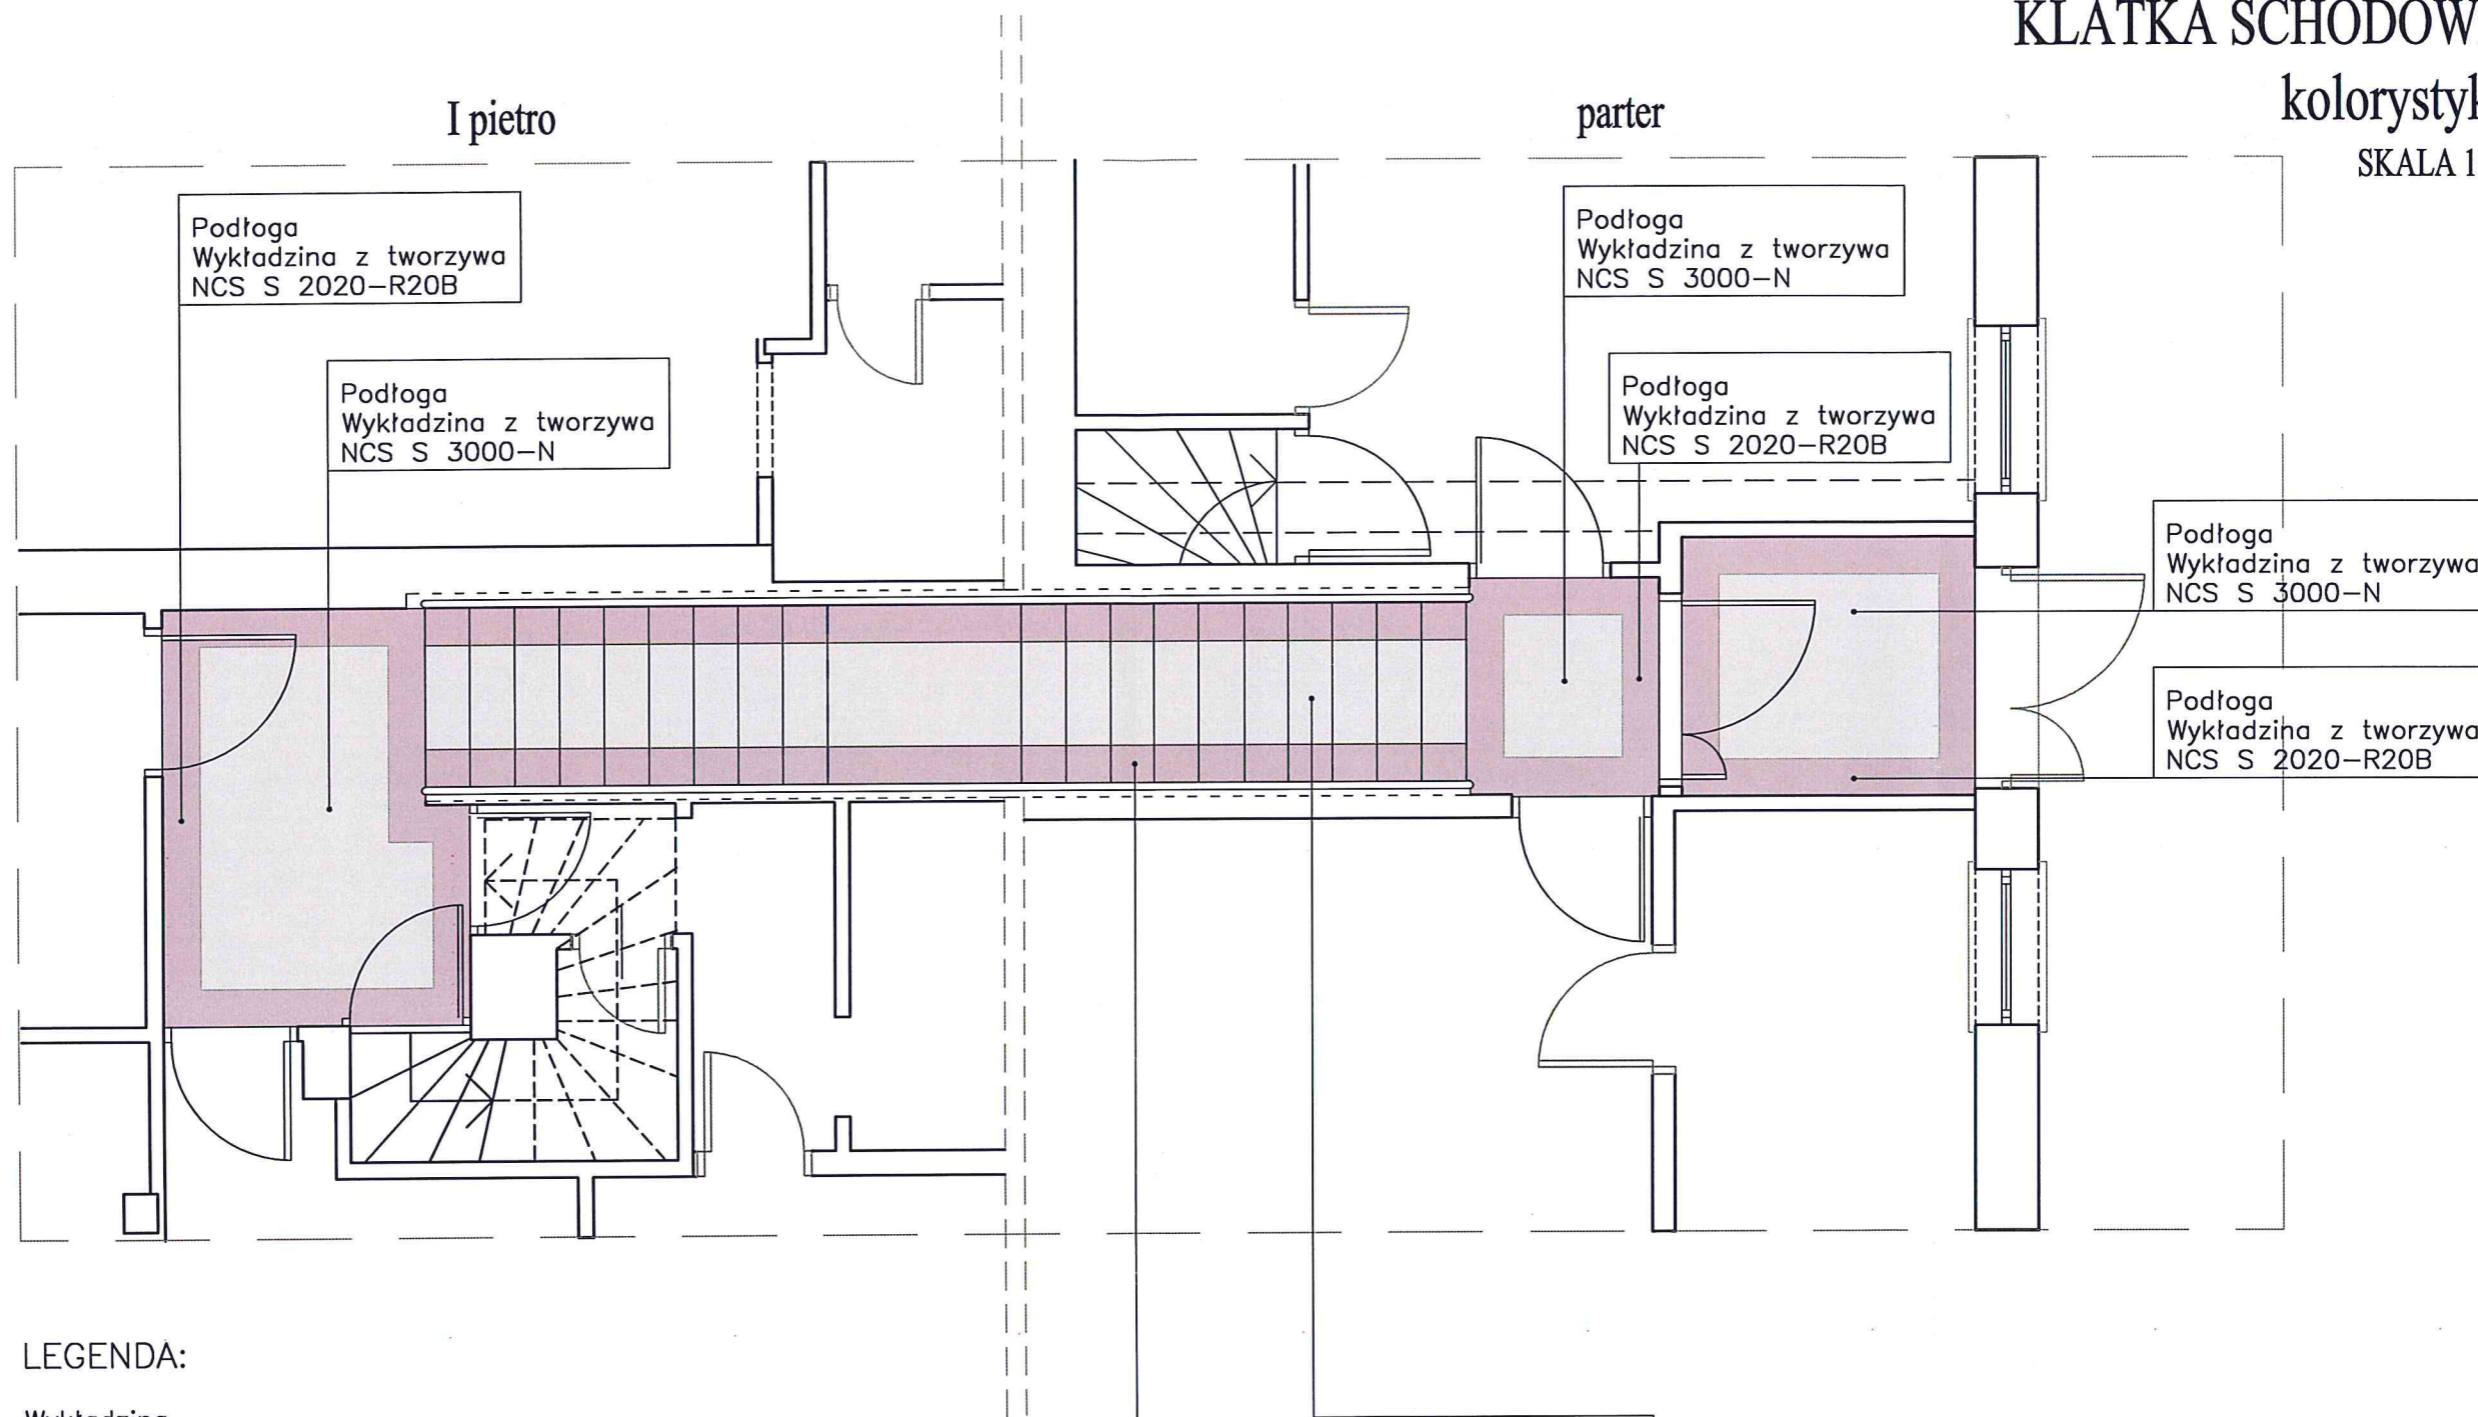 KLATKA SCHODOW
kolorystyk
SKALA 1
I pietro
parter
Podłoga
Wykładzina z tworzywa
NCS S 2020-R20B
Podłoga
Wykładzina z tworzywa
NCS S 3000-N
Podłoga
Wykładzina z tworzywa
NCS S 3000-N
Podłoga
Wykładzina z tworzywa
NCS S 2020-R20B
Podłoga
Wykładzina z tworzywa
NCS S 3000-N
Podłoga
Wykładzina z tworzywa
NCS S 2020-R20B
LEGENDA:
Wykładzina